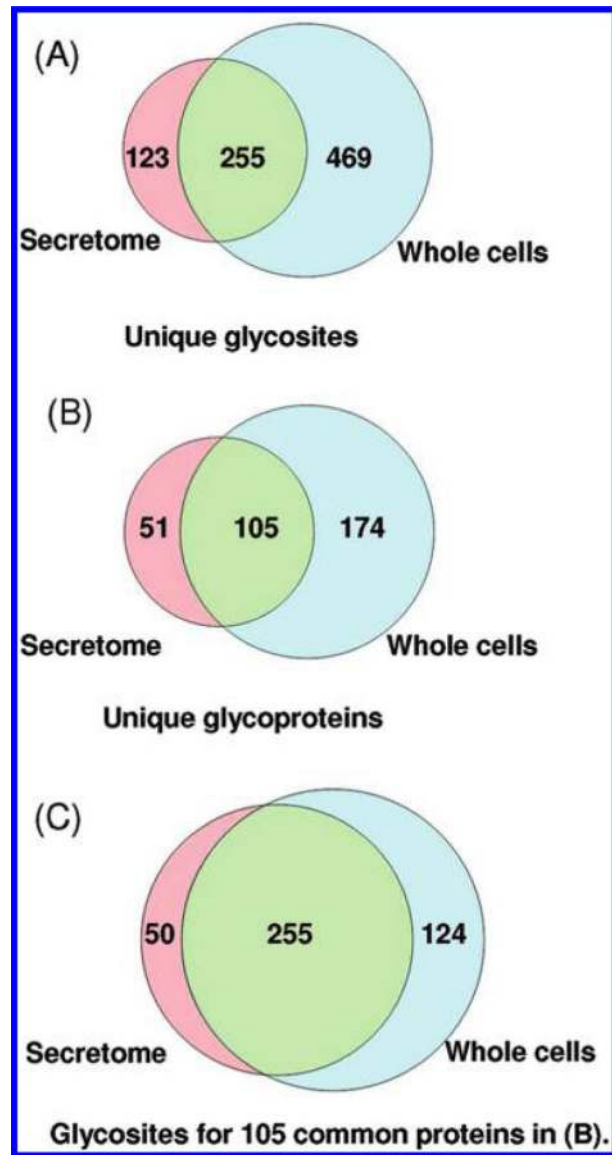 (A)
123 255 469
Secretome
Whole cells
Unique glycosites
(B)
51 105 174
Secretome Whole cells
Unique glycoproteins
(C)
50 255 124
Secretome Whole cells
Glycosites for 105 common proteins in (B).